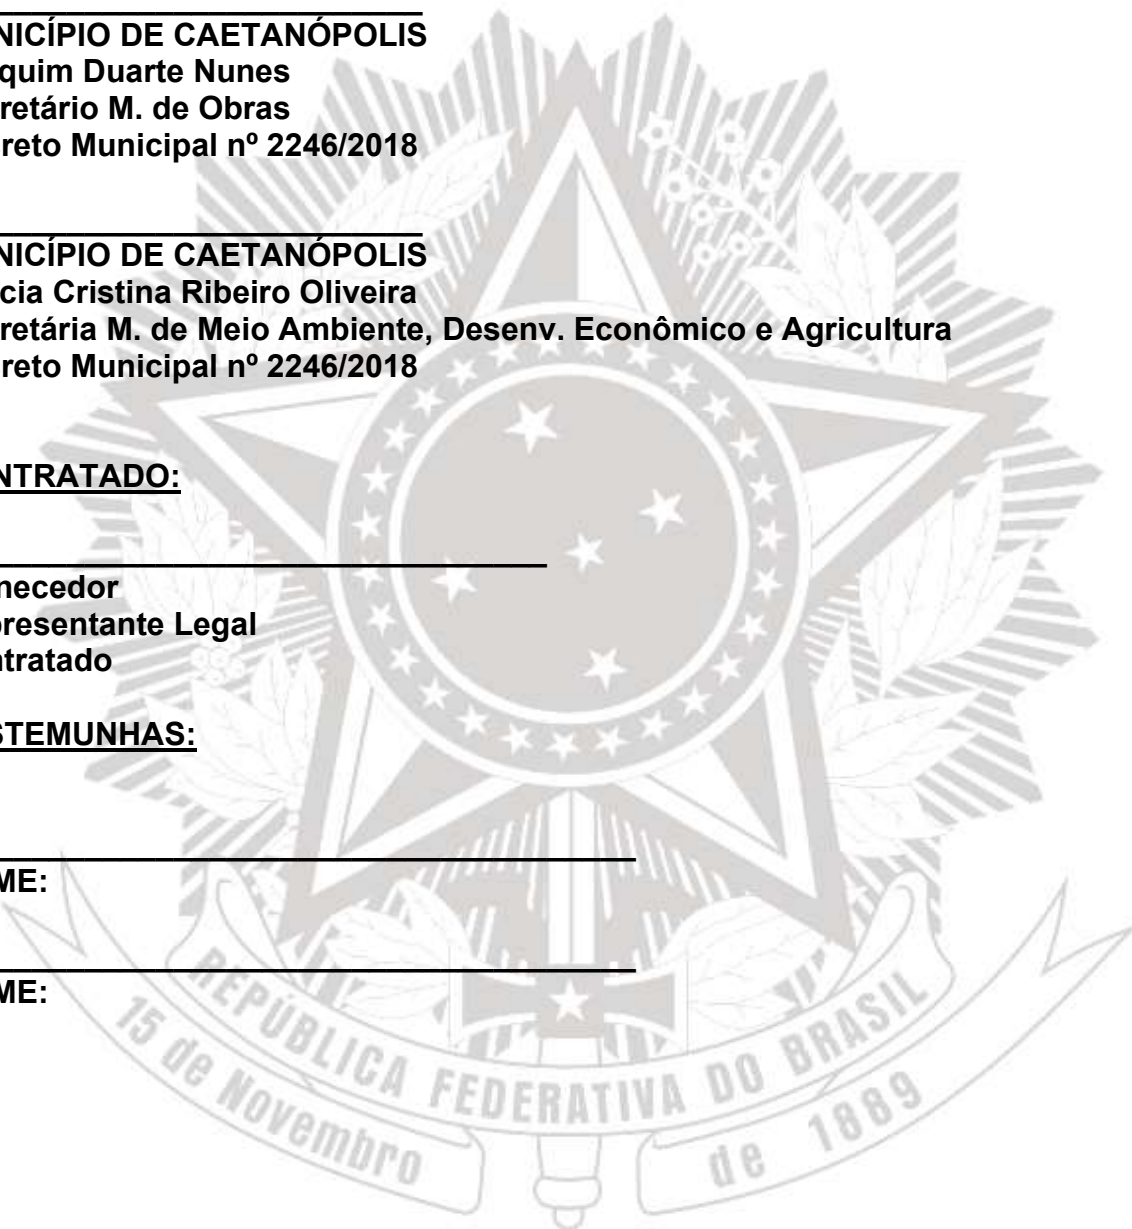 NICÍPIO DE CAETANÓPOLIS
quim Duarte Nunes
retário M. de Obras
reto Municipal nº 2246/2018
NICÍPIO DE CAETANÓPOLIS
cia Cristina Ribeiro Oliveira
retária M. de Meio Ambiente, Desenv. Econômico e Agricultura
reto Municipal nº 2246/2018
NTRATADO:
necedor
presentante Legal
ntratado
STEMUNHAS:
ME:
ME:
REPÚBLICA FEDERATIVA DO BRASIL
15 de Novembro de 1889